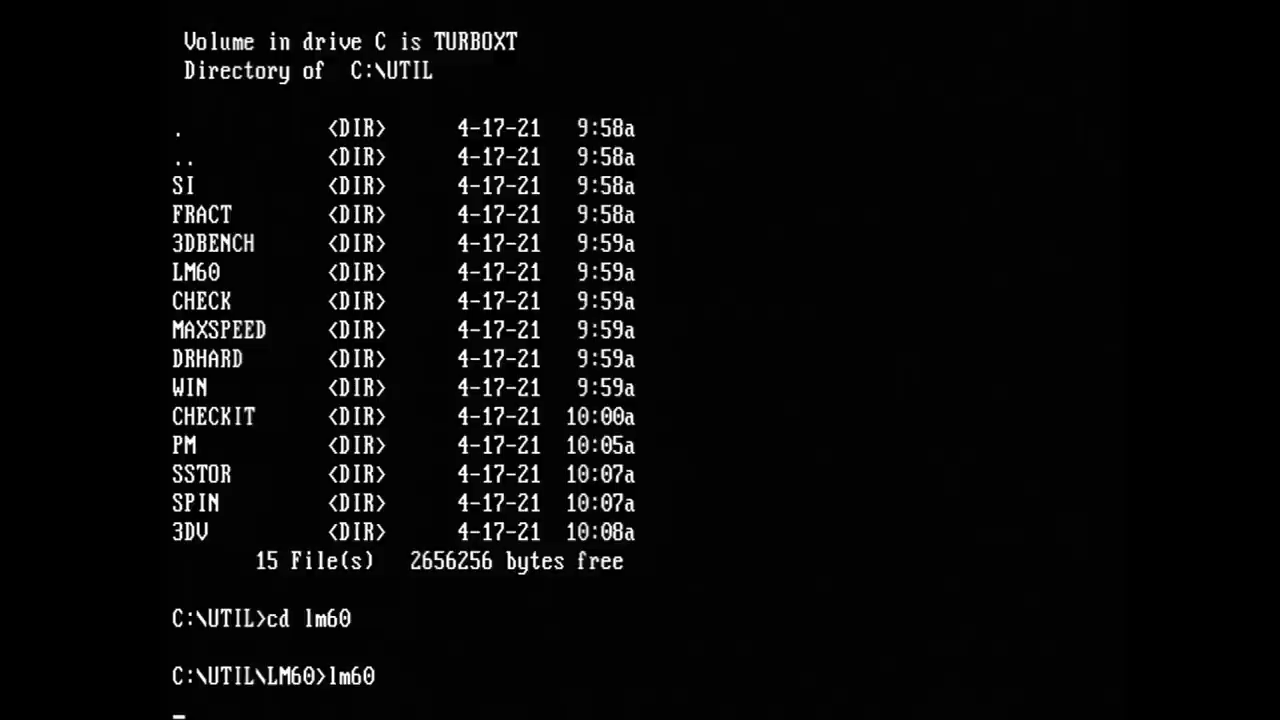 Volume in drive C is TURBOXT
Directory of  C:\UTIL
.            <DIR>      4-17-21   9:58a
..           <DIR>      4-17-21   9:58a
SI           <DIR>      4-17-21   9:58a
FRACT        <DIR>      4-17-21   9:58a
3DBENCH      <DIR>      4-17-21   9:59a
LM60         <DIR>      4-17-21   9:59a
CHECK        <DIR>      4-17-21   9:59a
MAXSPEED     <DIR>      4-17-21   9:59a
DRHARD       <DIR>      4-17-21   9:59a
WIN          <DIR>      4-17-21   9:59a
CHECKIT      <DIR>      4-17-21  10:00a
PM           <DIR>      4-17-21  10:05a
SSTOR        <DIR>      4-17-21  10:07a
SPIN         <DIR>      4-17-21  10:07a
3DV          <DIR>      4-17-21  10:08a
15 File(s)   2656256 bytes free
C:\UTIL>cd lm60
C:\UTIL\LM60>lm60